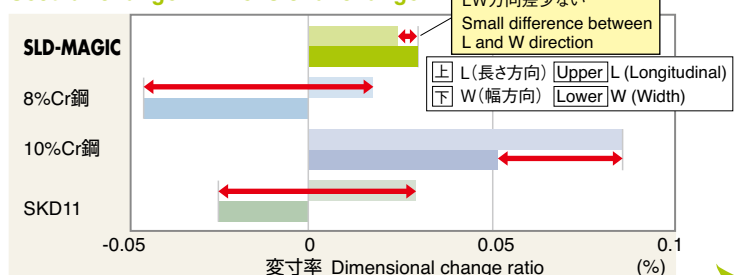 LW方向差少ない
Small difference between
L and W direction
上 L(長さ方向) Upper L (Longitudinal)
下 W(幅方向) Lower W (Width)
SLD-MAGIC
8%Cr鋼
10%Cr鋼
SKD11
-0.05 0 0.05 0.1
変寸率 Dimensional change ratio (%)